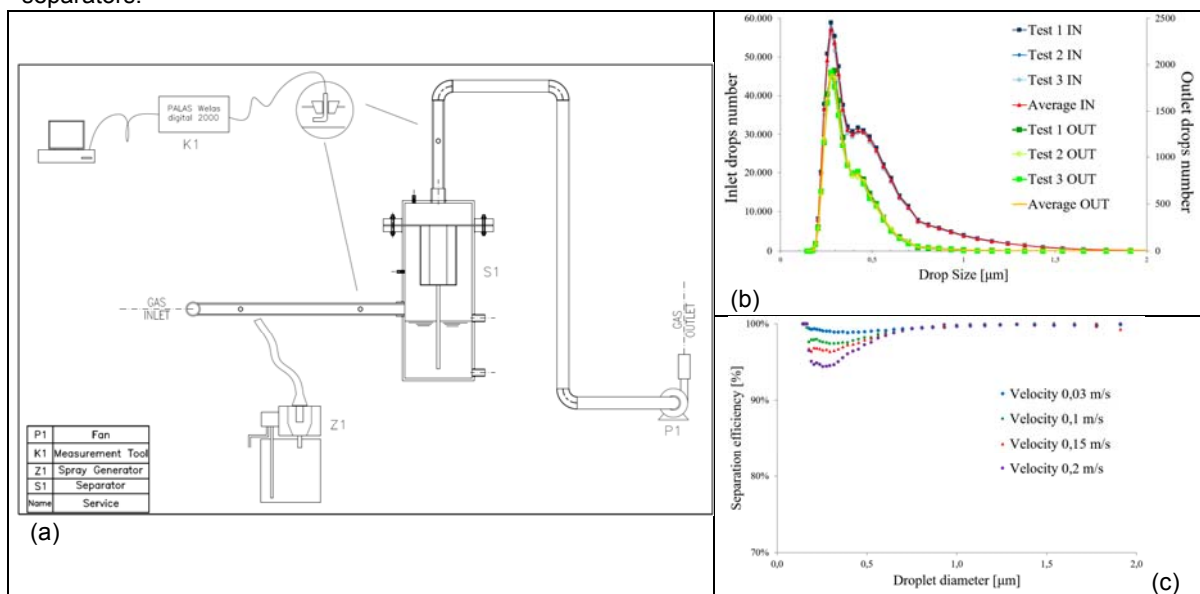 separators.
PALAS Welas
digital 2000
K1
S1
GAS
INLET
GAS
OUTLET
P1
Z1
P1 Fan
K1 Measurement Tool
Z1 Spray Generator
S1 Separator
Name Service
(a)
60.000
50.000
40.000
30.000
20.000
10.000
0
Inlet drops number
2500
2000
1500
1000
500
0
Outlet drops number
Test 1 IN
Test 2 IN
Test 3 IN
Average IN
Test 1 OUT
Test 2 OUT
Test 3 OUT
Average OUT
0 0,5 1 1,5 2
Drop Size [µm]
(b)
100%
90%
80%
70%
Separation efficiency [%]
Velocity 0,03 m/s
Velocity 0,1 m/s
Velocity 0,15 m/s
Velocity 0,2 m/s
0,0 0,5 1,0 1,5 2,0
Droplet diameter [µm]
(c)